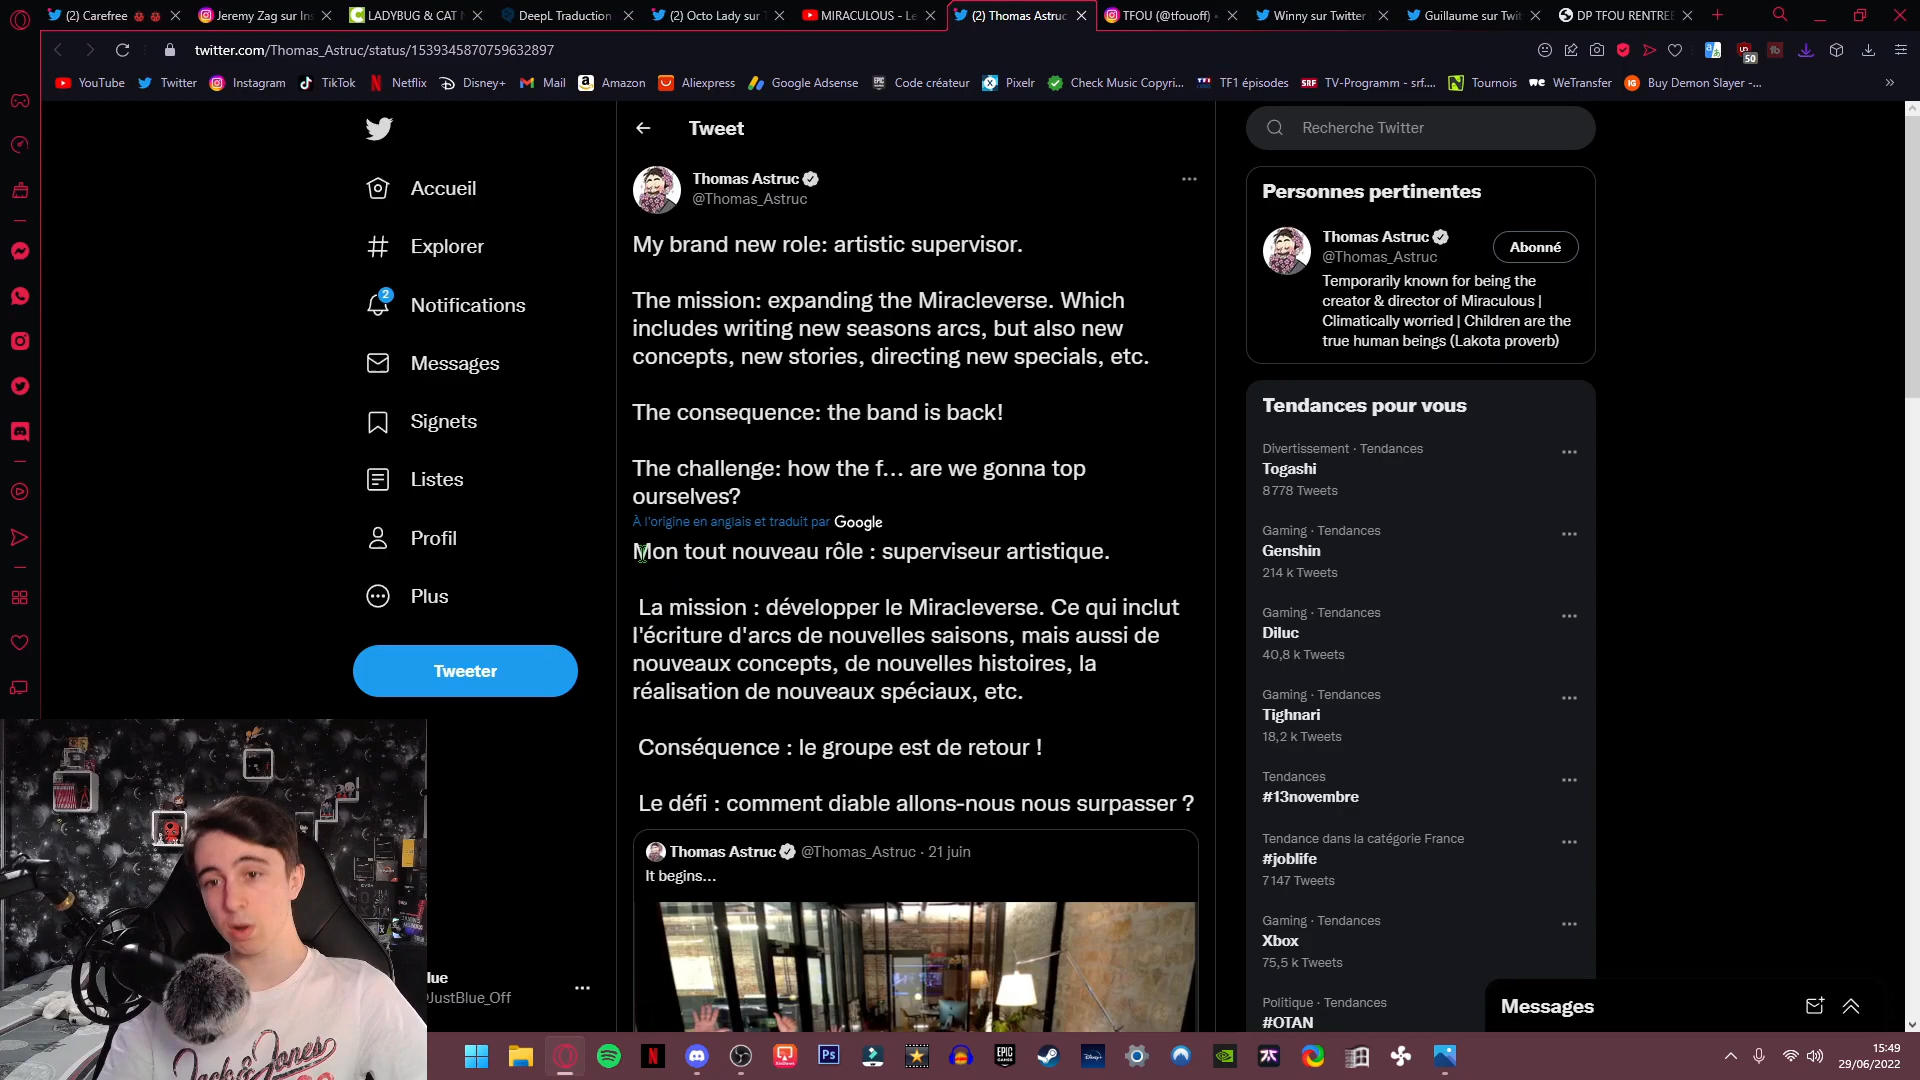 (2) Carefree
Jeremy Zag sur Ins
LADYBUG & CAT
DeepL Traduction
(2) Octo Lady sur
MIRACULOUS - Le
(2) Thomas Astruc
TFOU (@tfouoff)
Winny sur Twitter
Guillaume sur Twit
DP TFOU RENTREE
twitter.com/Thomas_Astruc/status/1539345870759632897
50
YouTube
Twitter
Instagram
TikTok
Netflix
Disney+
Mail
Amazon
Aliexpress
Google Adsense
Code créateur
Pixelr
Check Music Copyri...
TF1 épisodes
SRF TV-Programm - srf....
Tournois
WeTransfer
Buy Demon Slayer -...
Accueil
Explorer
2
Notifications
Messages
Signets
Listes
Profil
Plus
Tweeter
lue
JustBlue_Off
Tweet
Thomas Astruc
@Thomas_Astruc
My brand new role: artistic supervisor.
The mission: expanding the Miracleverse. Which
includes writing new seasons arcs, but also new
concepts, new stories, directing new specials, etc.
The consequence: the band is back!
The challenge: how the f... are we gonna top
ourselves?
À l'origine en anglais et traduit par Google
Mon tout nouveau rôle : superviseur artistique.
La mission : développer le Miracleverse. Ce qui inclut
l'écriture d'arcs de nouvelles saisons, mais aussi de
nouveaux concepts, de nouvelles histoires, la
réalisation de nouveaux spéciaux, etc.
Conséquence : le groupe est de retour !
Le défi : comment diable allons-nous nous surpasser ?
Thomas Astruc @Thomas_Astruc · 21 juin
It begins...
Recherche Twitter
Personnes pertinentes
Thomas Astruc
@Thomas_Astruc
Abonné
Temporarily known for being the
creator & director of Miraculous |
Climatically worried | Children are the
true human beings (Lakota proverb)
Tendances pour vous
Divertissement · Tendances
Togashi
8 778 Tweets
Gaming · Tendances
Genshin
214 k Tweets
Gaming · Tendances
Diluc
40,8 k Tweets
Gaming · Tendances
Tighnari
18,2 k Tweets
Tendances
#13novembre
Tendance dans la catégorie France
#joblife
7 147 Tweets
Gaming · Tendances
Xbox
75,5 k Tweets
Politique · Tendances
#OTAN
Messages
Jack & Jones
Ps
EPIC
GAMES
Disney+
15:49
29/06/2022